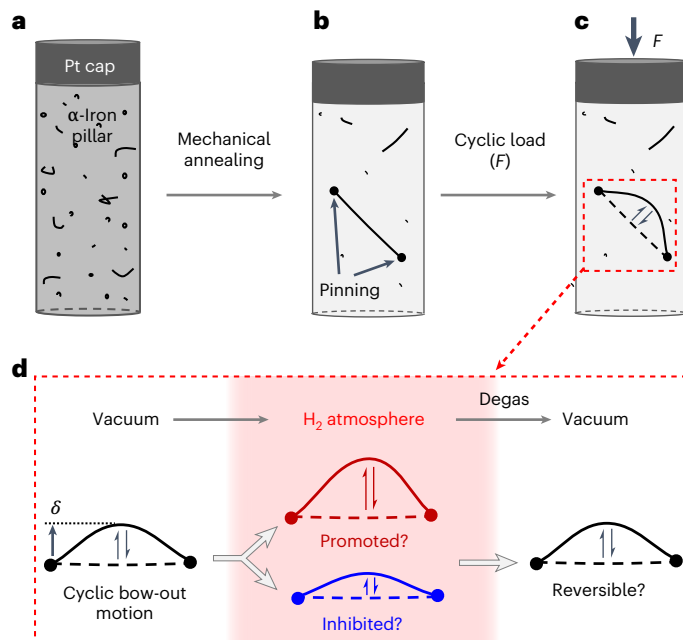 a
b
c
F
Pt cap
α-Iron
pillar
Mechanical
annealing
Cyclic load
(F)
Pinning
d
Vacuum
H₂ atmosphere
Degas
Vacuum
δ
Promoted?
Cyclic bow-out
motion
Inhibited?
Reversible?